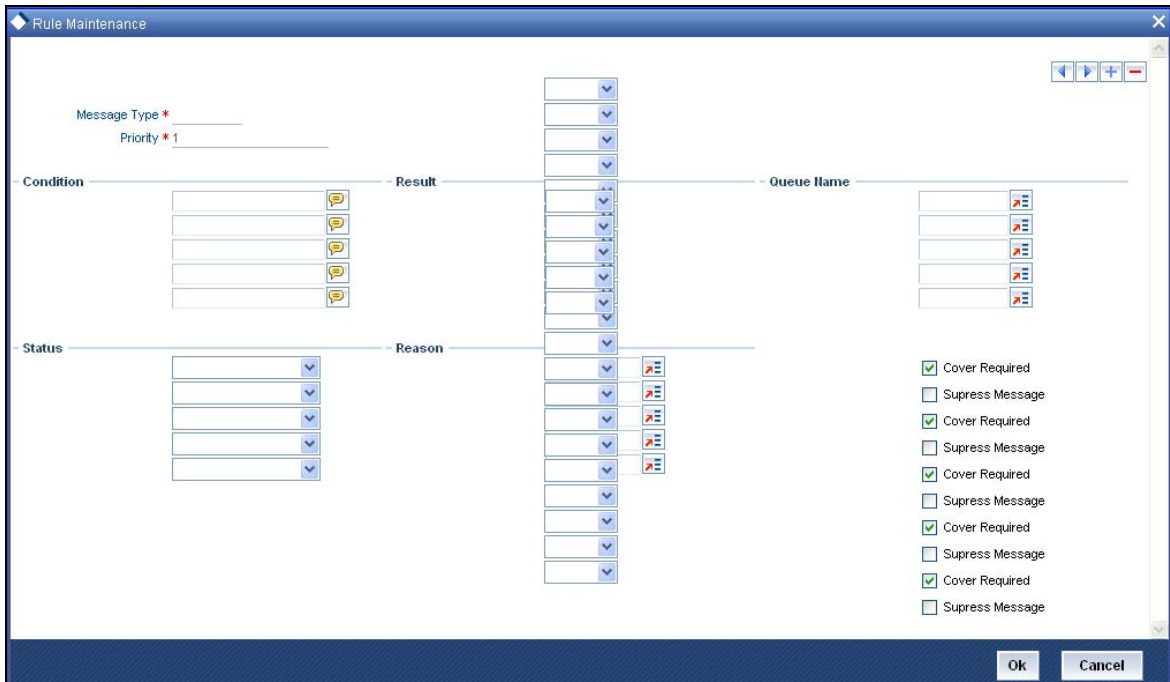 Rule Maintenance
Message Type *
Priority * 1
Condition
Result
Queue Name
Status
Reason
Cover Required
Supress Message
Cover Required
Supress Message
Cover Required
Supress Message
Cover Required
Supress Message
Cover Required
Supress Message
Ok
Cancel